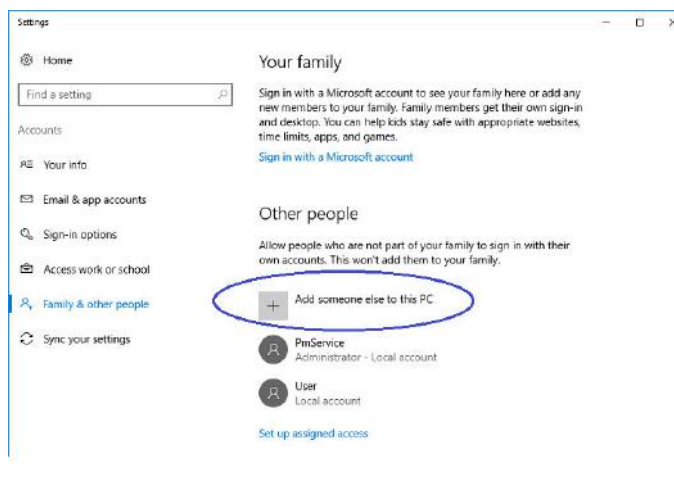 Settings
Home
Find a setting
Accounts
Your info
Email & app accounts
Sign-in options
Access work or school
Family & other people
Sync your settings
Your family
Sign in with a Microsoft account to see your family here or add any
new members to your family. Family members get their own sign-in
and desktop. You can help kids stay safe with appropriate websites,
time limits, apps, and games.
Sign in with a Microsoft account
Other people
Allow people who are not part of your family to sign in with their
own accounts. This won't add them to your family.
Add someone else to this PC
PmService
Administrator - Local account
User
Local account
Set up assigned access